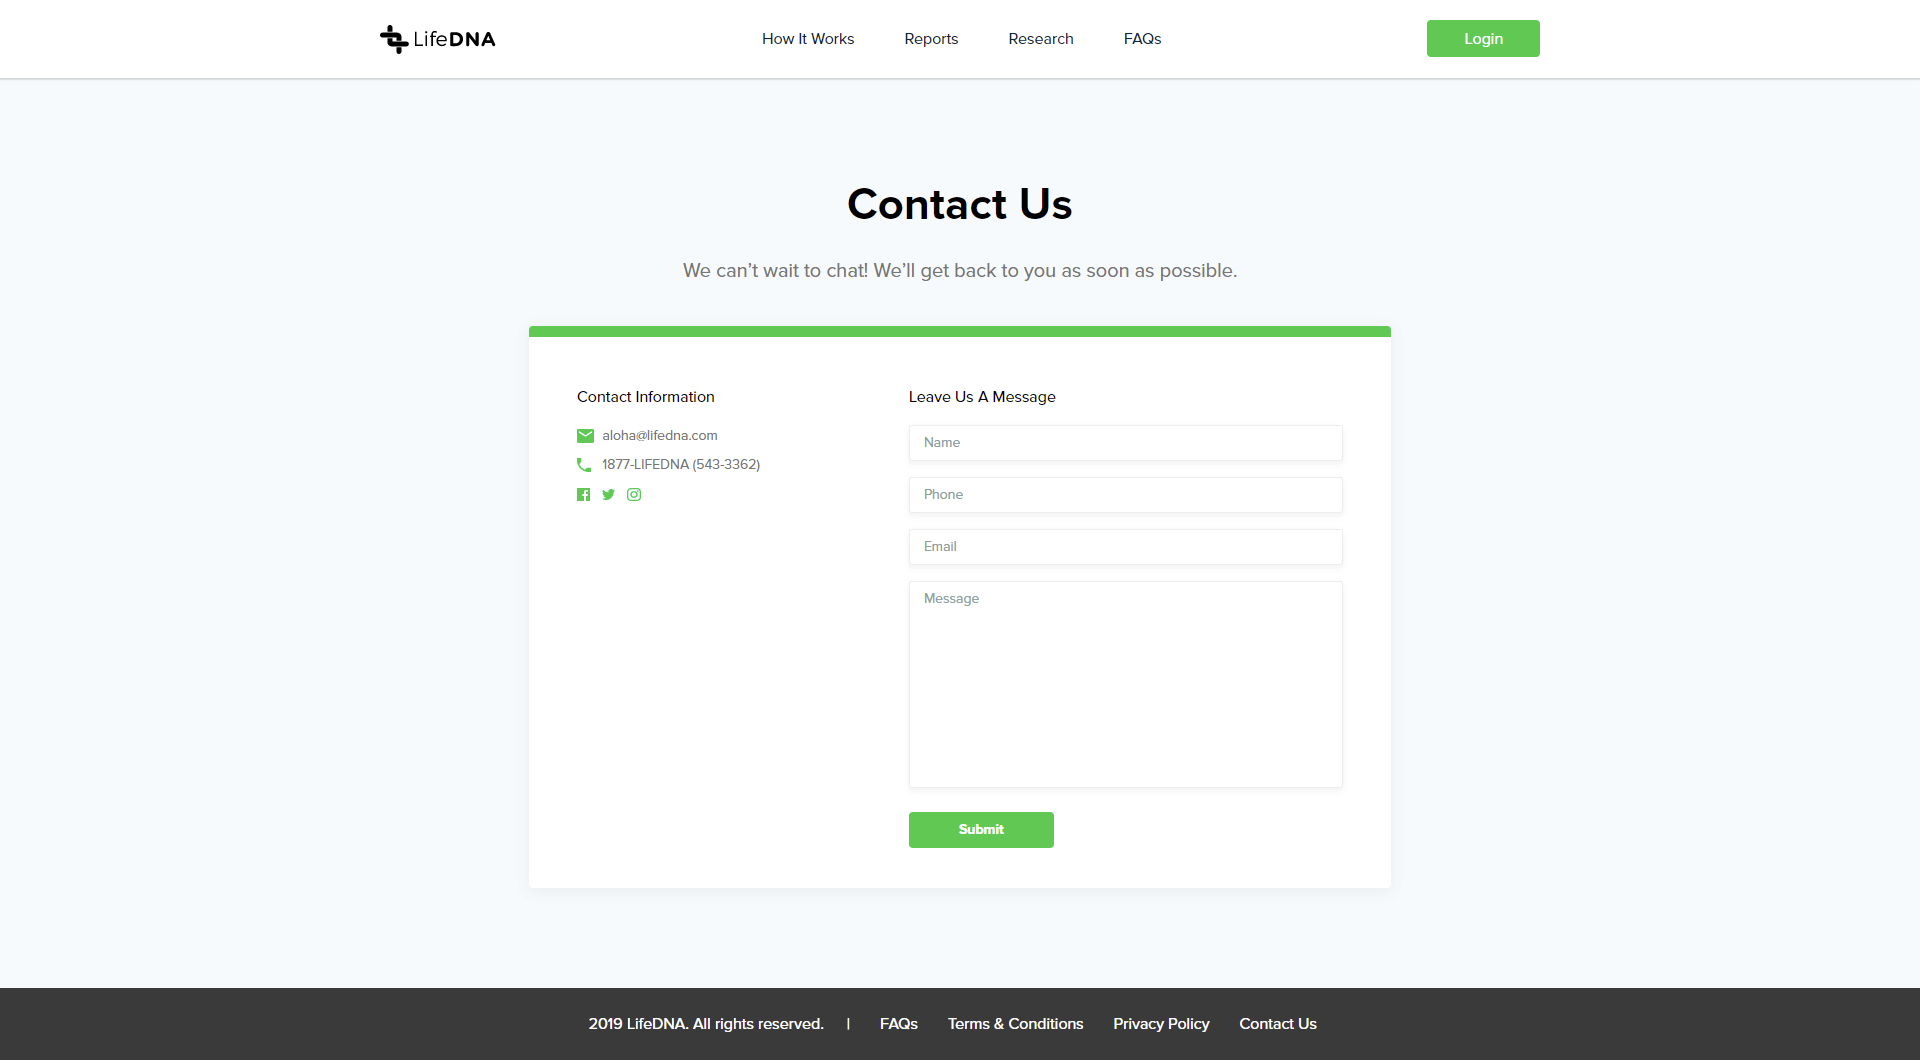 LifeDNA
How It Works
Reports
Research
FAQs
Login
Contact Us
We can’t wait to chat! We’ll get back to you as soon as possible.
Contact Information
aloha@lifedna.com
1877-LIFEDNA (543-3362)
Leave Us A Message
Name
Phone
Email
Message
Submit
2019 LifeDNA. All rights reserved. | FAQs Terms & Conditions Privacy Policy Contact Us